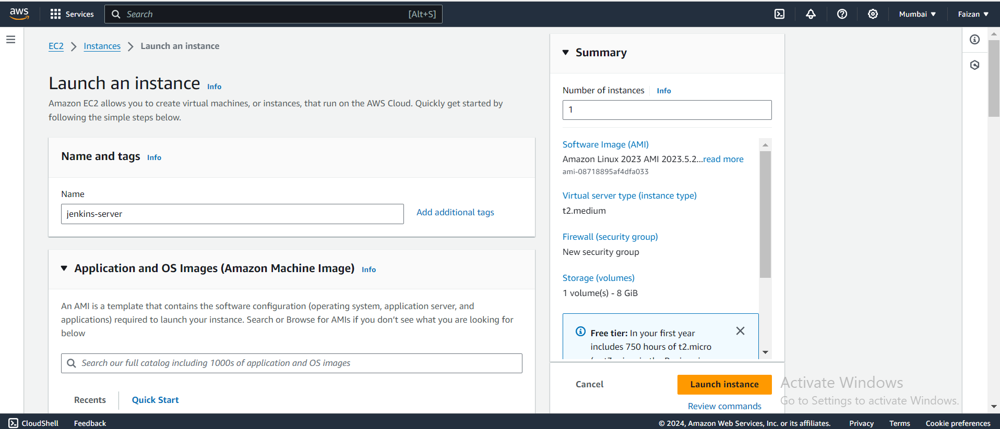 aws
Services
Search [Alt+S]
Mumbai
Faizan
EC2 Instances Launch an instance
Launch an instance Info
Amazon EC2 allows you to create virtual machines, or instances, that run on the AWS Cloud. Quickly get started by
following the simple steps below.
Name and tags Info
Name
jenkins-server
Add additional tags
Application and OS Images (Amazon Machine Image) Info
An AMI is a template that contains the software configuration (operating system, application server, and
applications) required to launch your instance. Search or Browse for AMIs if you don’t see what you are looking for
below
Search our full catalog including 1000s of application and OS images
Recents
Quick Start
Summary
Number of instances Info
1
Software Image (AMI)
Amazon Linux 2023 AMI 2023.5.2...read more
ami-08718895af4dfa033
Virtual server type (instance type)
t2.medium
Firewall (security group)
New security group
Storage (volumes)
1 volume(s) - 8 GiB
Free tier: In your first year
includes 750 hours of t2.micro
Cancel
Launch instance
Review commands
Activate Windows
Go to Settings to activate Windows.
CloudShell
Feedback
© 2024, Amazon Web Services, Inc. or its affiliates.
Privacy
Terms
Cookie preferences